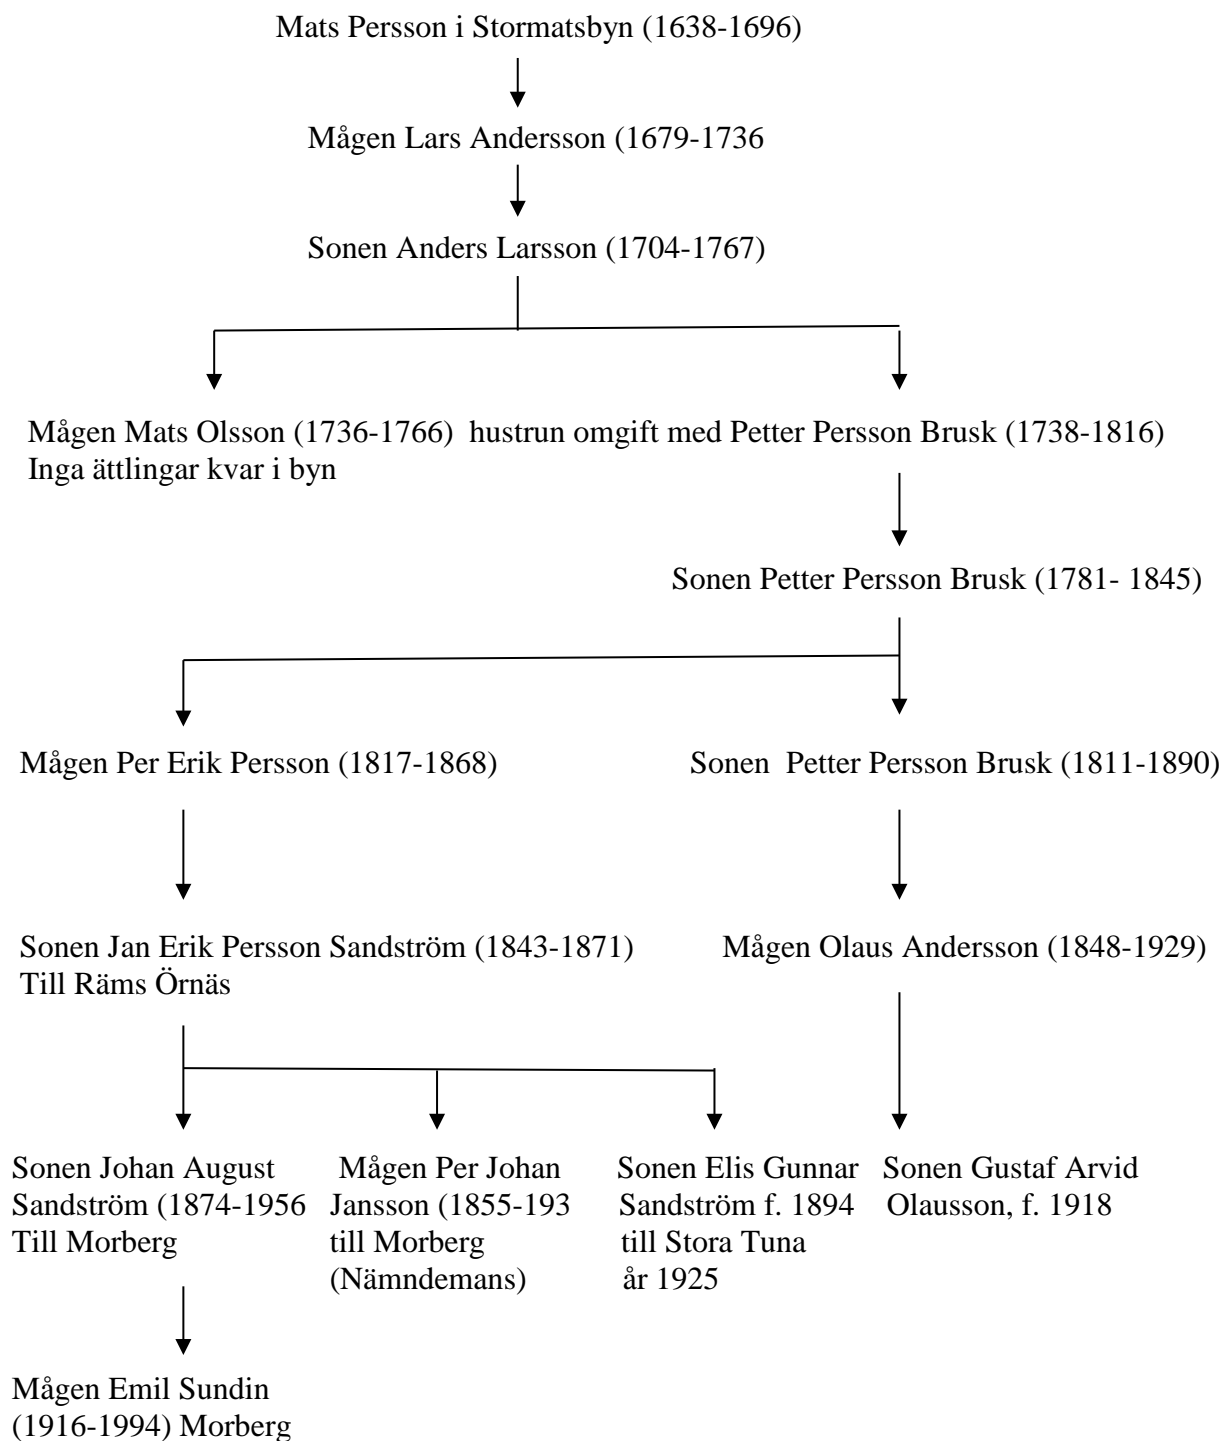 Mats Persson i Stormatsbyn (1638-1696)
Mågen Lars Andersson (1679-1736
Sonen Anders Larsson (1704-1767)
Mågen Mats Olsson (1736-1766)  hustrun omgift med Petter Persson Brusk (1738-1816)
Inga ättlingar kvar i byn
Sonen Petter Persson Brusk (1781- 1845)
Mågen Per Erik Persson (1817-1868)
Sonen  Petter Persson Brusk (1811-1890)
Sonen Jan Erik Persson Sandström (1843-1871)
Till Räms Örnäs
Mågen Olaus Andersson (1848-1929)
Sonen Johan August
Sandström (1874-1956
Till Morberg
Mågen Per Johan
Jansson (1855-193
till Morberg
(Nämndemans)
Sonen Elis Gunnar
Sandström f. 1894
till Stora Tuna
år 1925
Sonen Gustaf Arvid
Olausson, f. 1918
Mågen Emil Sundin
(1916-1994) Morberg